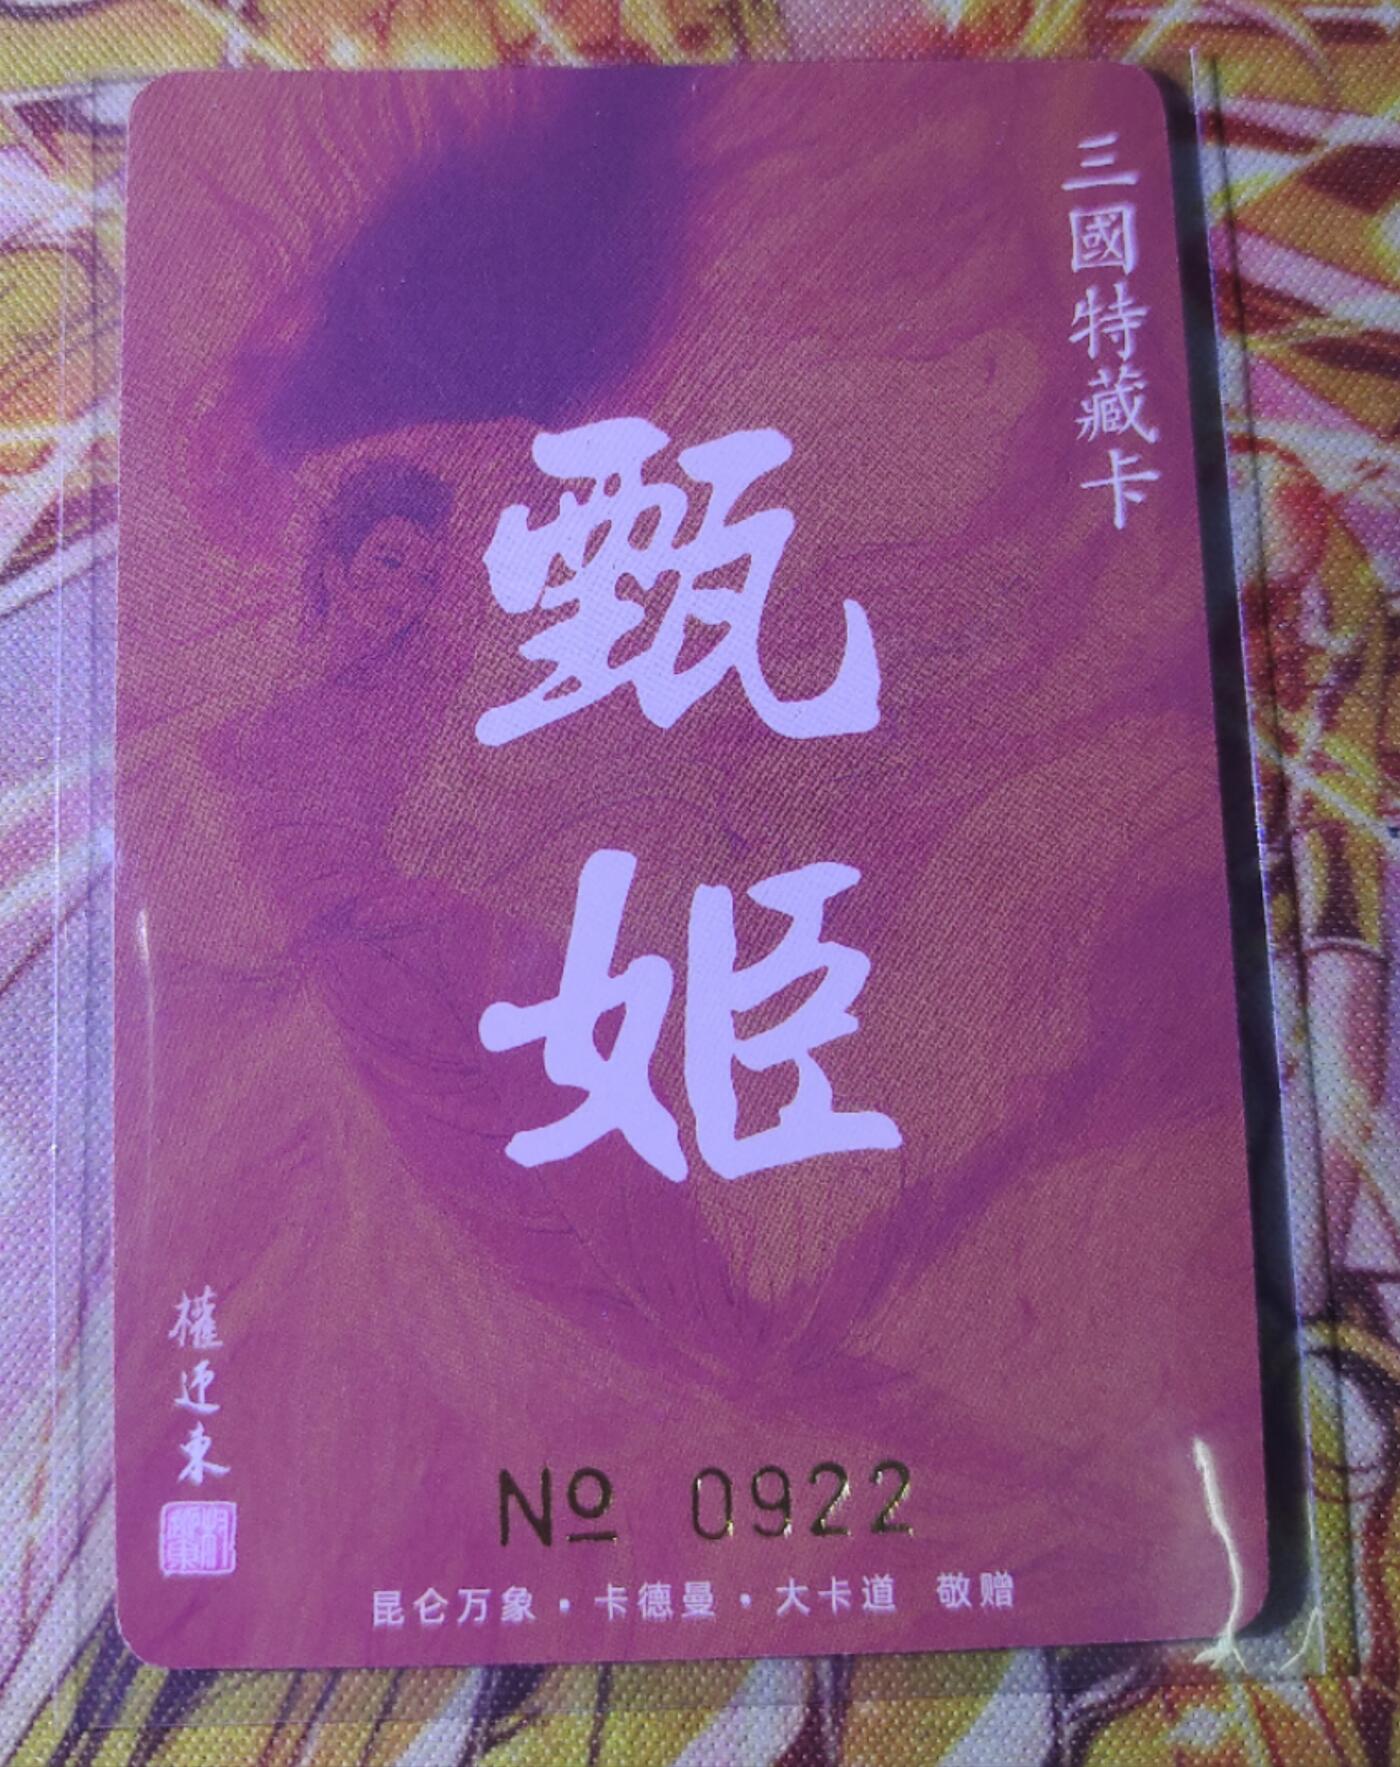 三國特藏卡
甄姬
權迎東
№ 0922
昆仑万象·卡德曼·大卡道 敬赠